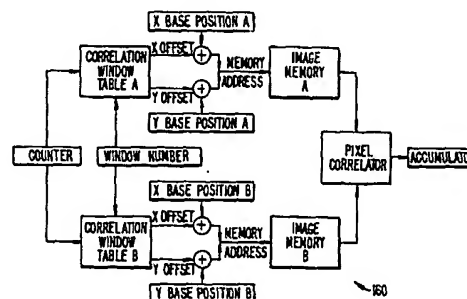 X BASE POSITION A
CORRELATION
WINDOW
TABLE A
X OFFSET
Y OFFSET
MEMORY
ADDRESS
IMAGE
MEMORY
A
Y BASE POSITION A
COUNTER
WINDOW NUMBER
PIXEL
CORRELATOR
ACCUMULATO
X BASE POSITION B
CORRELATION
WINDOW
TABLE B
X OFFSET
Y OFFSET
MEMORY
ADDRESS
IMAGE
MEMORY
B
Y BASE POSITION B
160